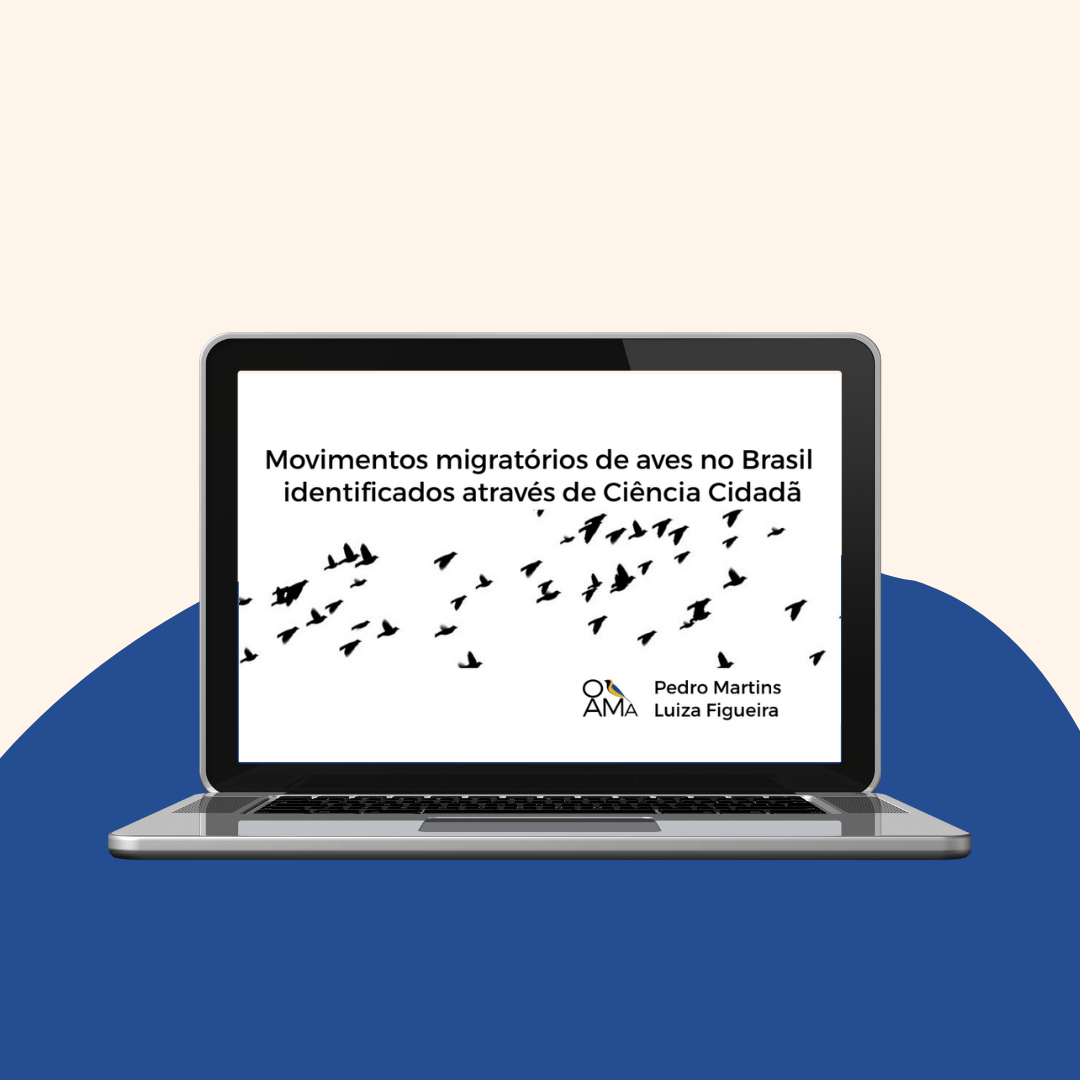 Movimentos migratórios de aves no Brasil
identificados através de Ciência Cidadã
OAMa
Pedro Martins
Luiza Figueira